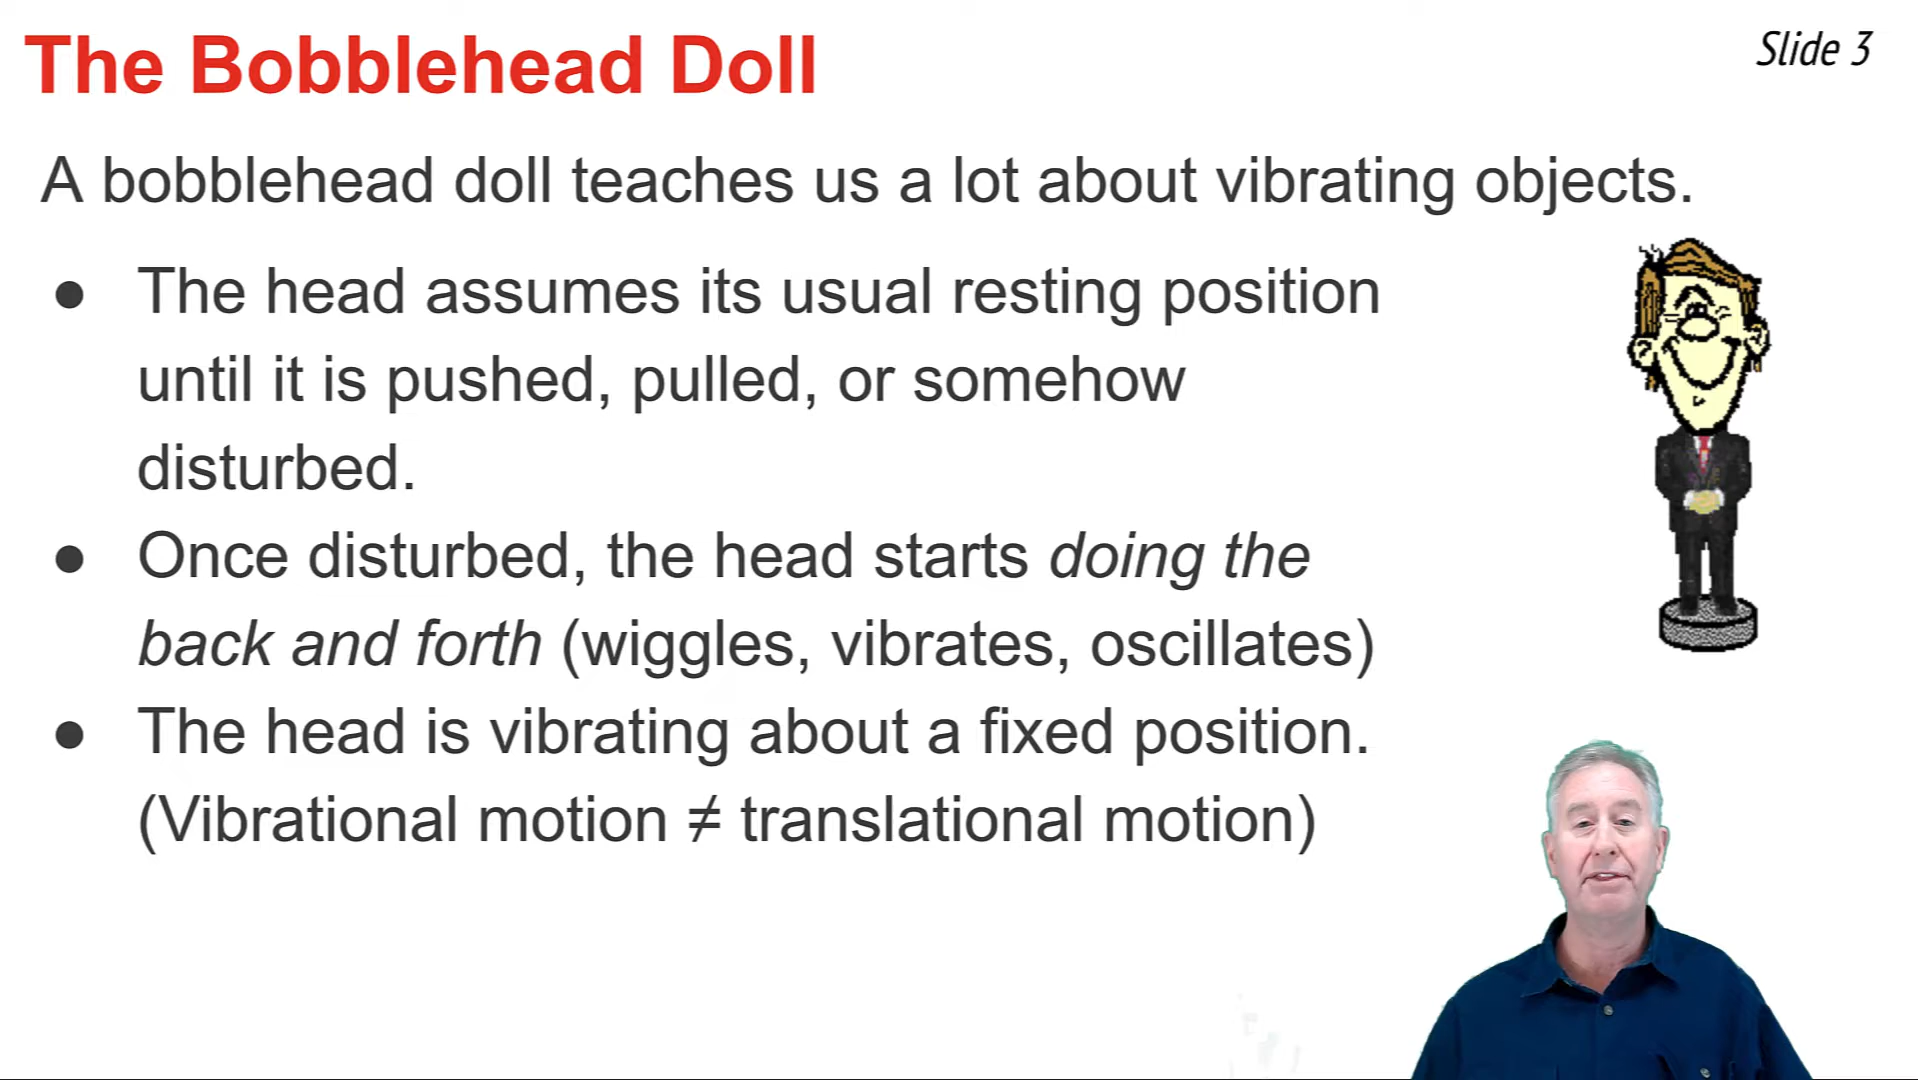 The Bobblehead Doll
Slide 3
A bobblehead doll teaches us a lot about vibrating objects.
● The head assumes its usual resting position
until it is pushed, pulled, or somehow
disturbed.
● Once disturbed, the head starts doing the
back and forth (wiggles, vibrates, oscillates)
● The head is vibrating about a fixed position.
(Vibrational motion ≠ translational motion)